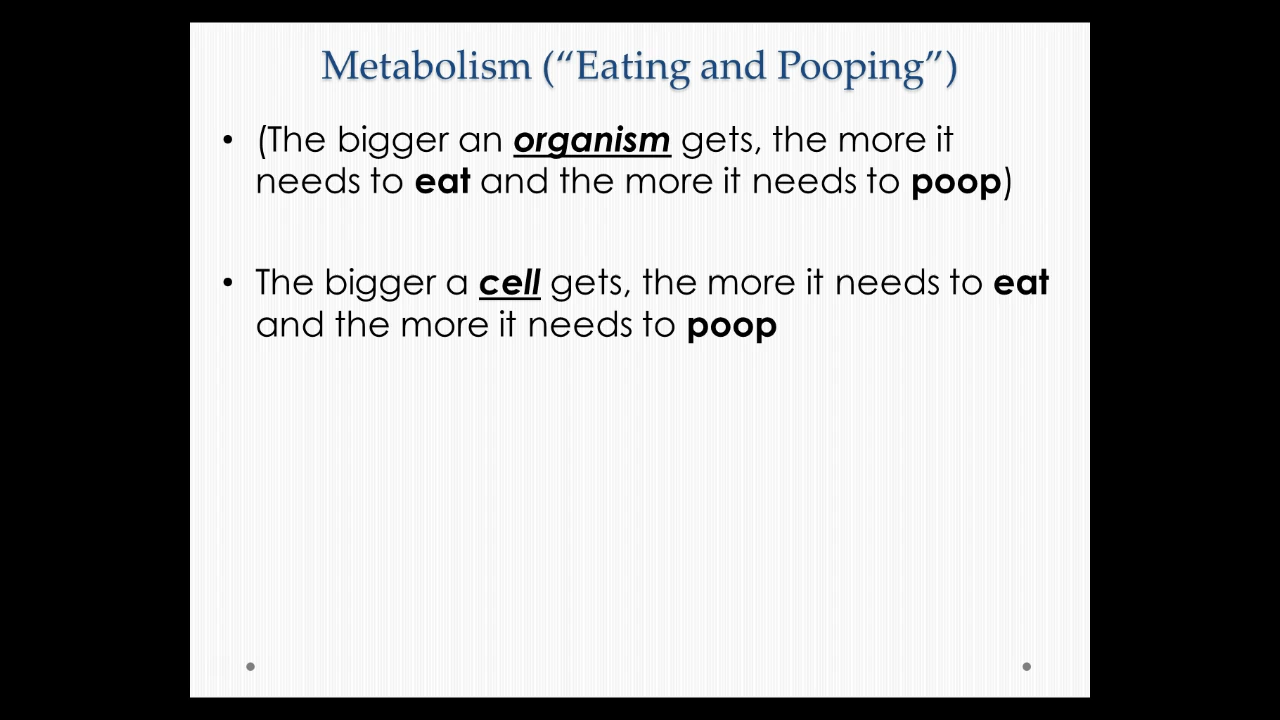 Metabolism (“Eating and Pooping”)
• (The bigger an organism gets, the more it
needs to eat and the more it needs to poop)
• The bigger a cell gets, the more it needs to eat
and the more it needs to poop